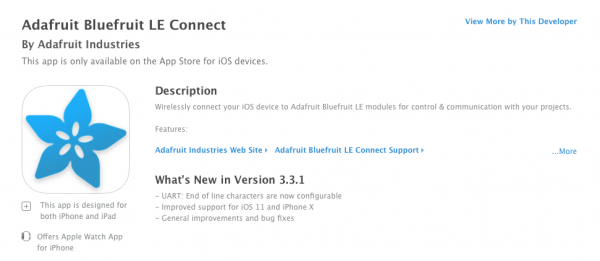 Adafruit Bluefruit LE Connect
View More by This Developer
By Adafruit Industries
This app is only available on the App Store for iOS devices.
Description
Wirelessly connect your iOS device to Adafruit Bluefruit LE modules for control & communication with your projects.
Features:
Adafruit Industries Web Site Adafruit Bluefruit LE Connect Support
...More
What's New in Version 3.3.1
- UART: End of line characters are now configurable
- Improved support for iOS 11 and iPhone X
- General improvements and bug fixes
This app is designed for
both iPhone and iPad
Offers Apple Watch App
for iPhone